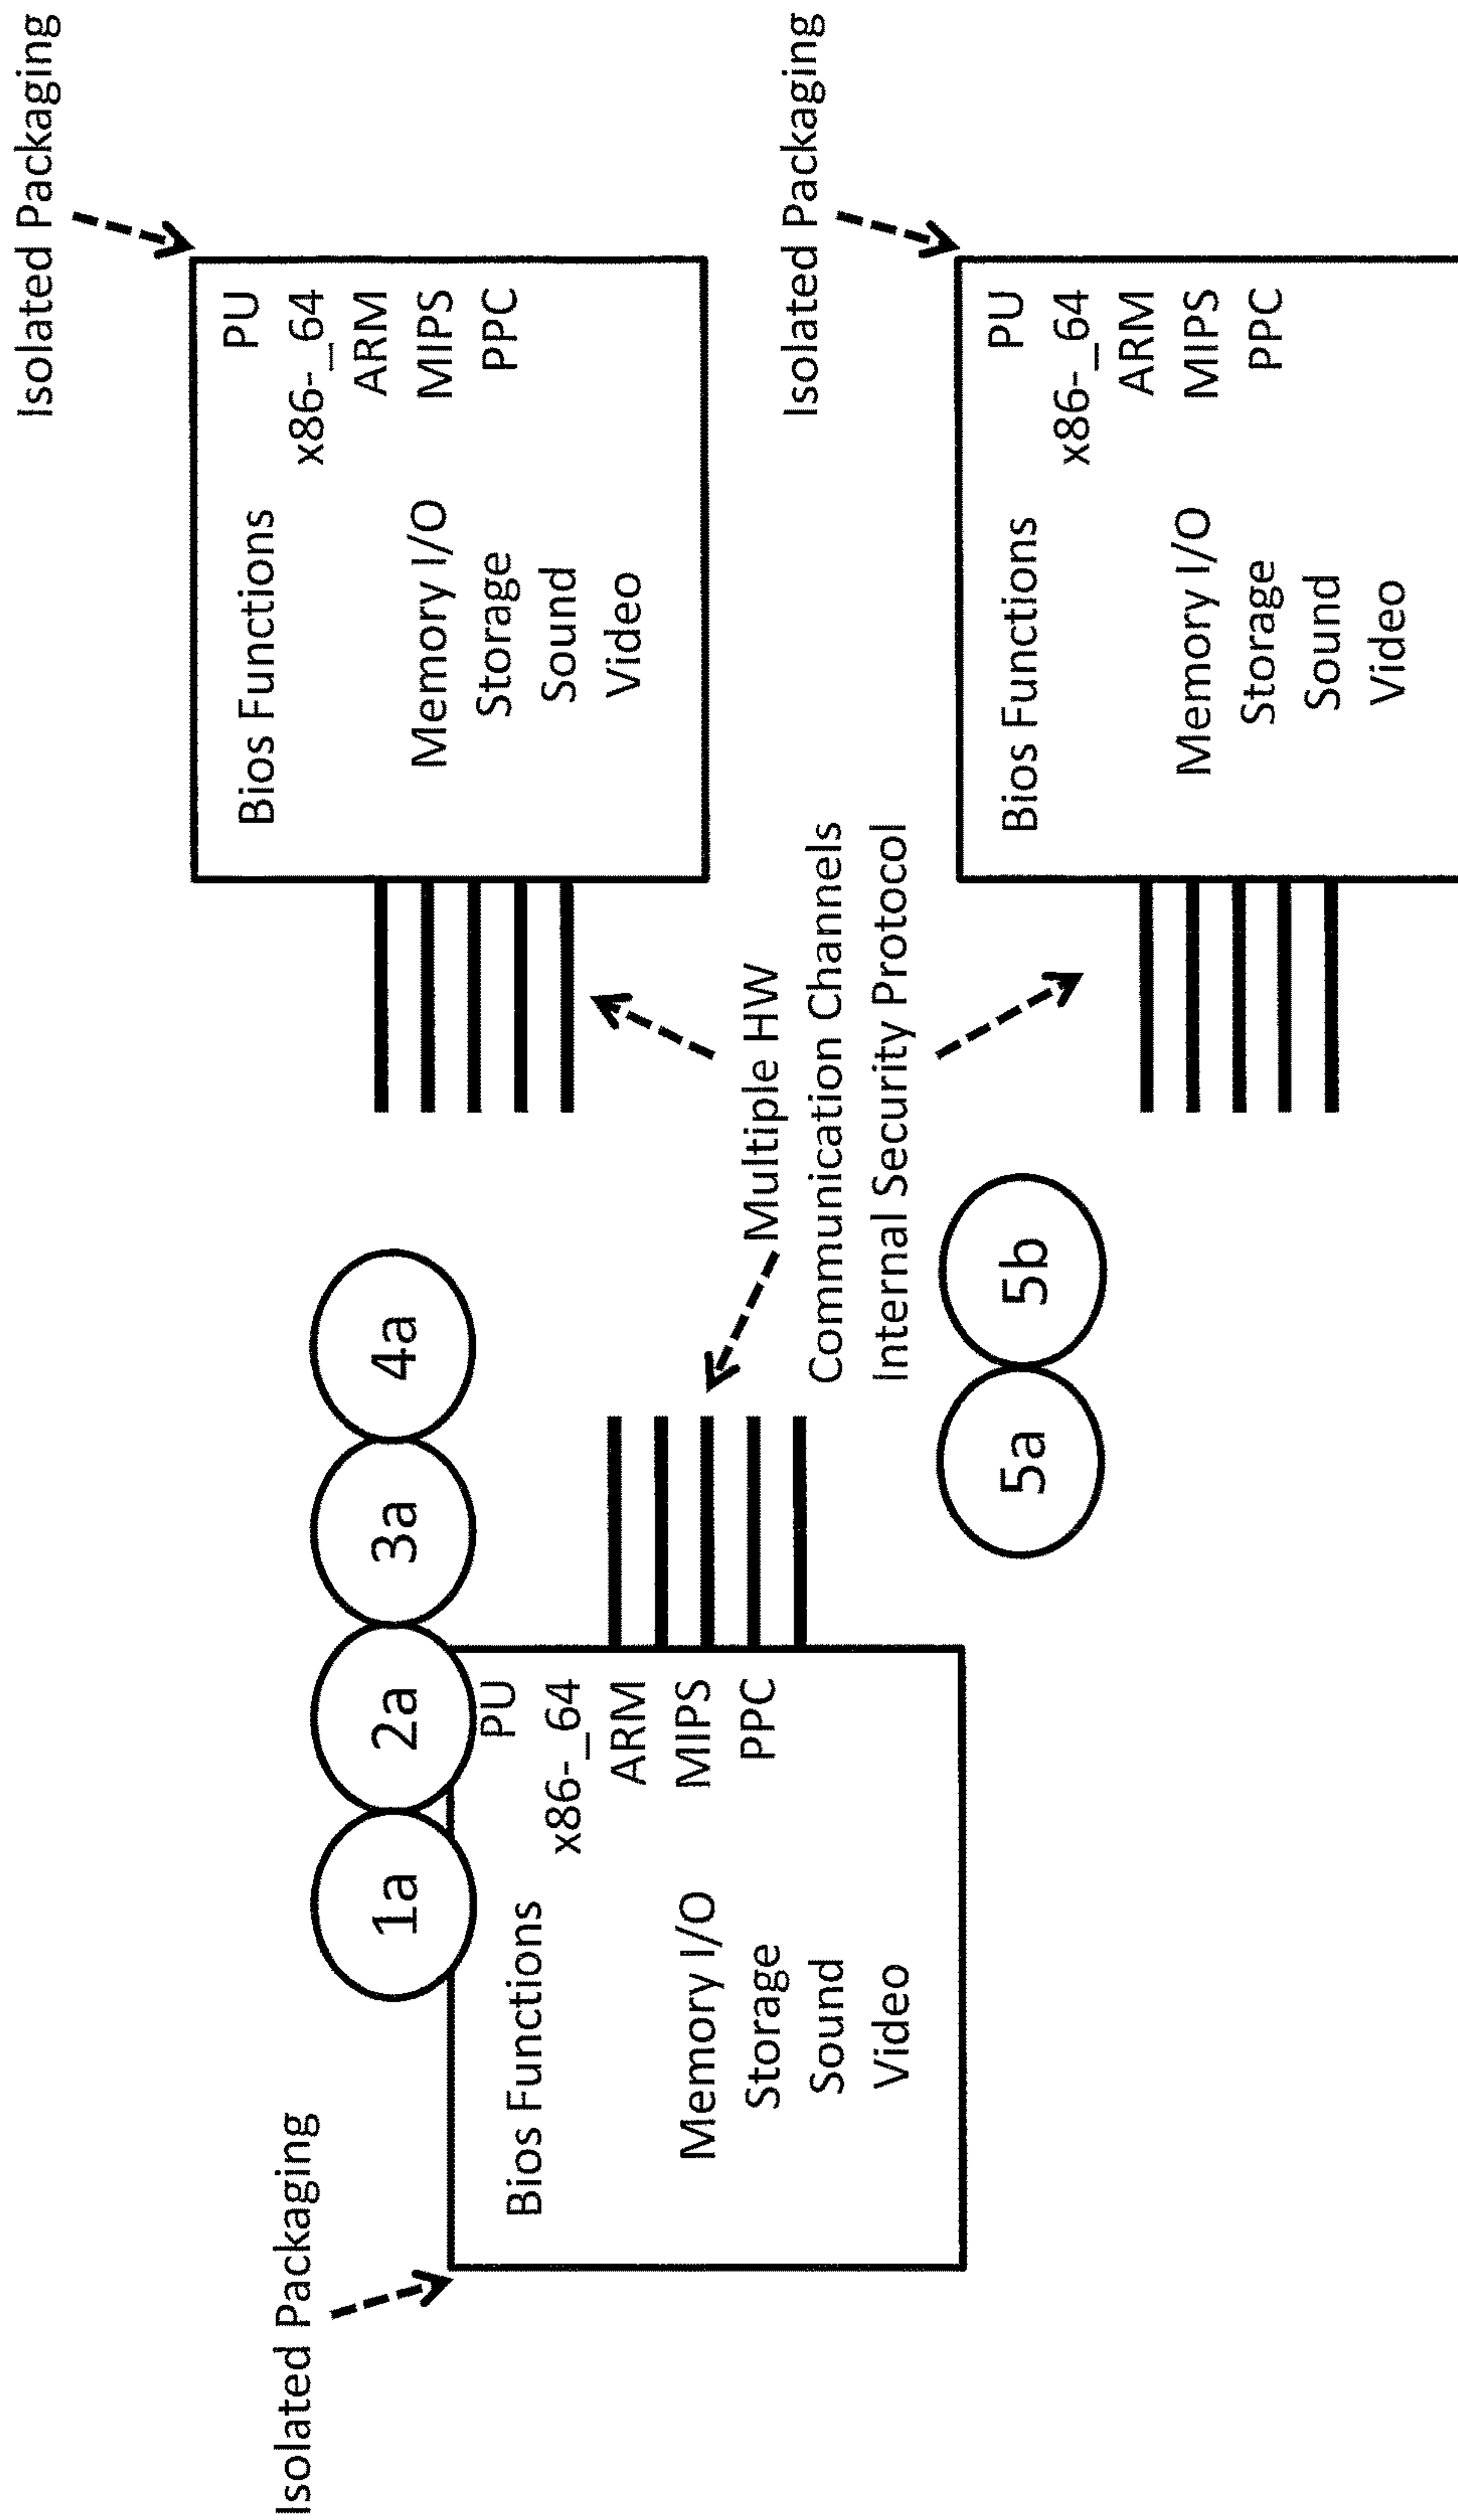 Isolated Packaging
Bios Functions
PU
x86-_64
ARM
MIPS
PPC
Memory I/O
Storage
Sound
Video
1a
2a
3a
4a
Multiple HW
Communication Channels
Internal Security Protocol
5a
5b
Isolated Packaging
Bios Functions
PU
x86-_64
ARM
MIPS
PPC
Memory I/O
Storage
Sound
Video
Isolated Packaging
Bios Functions
PU
x86-_64
ARM
MIPS
PPC
Memory I/O
Storage
Sound
Video